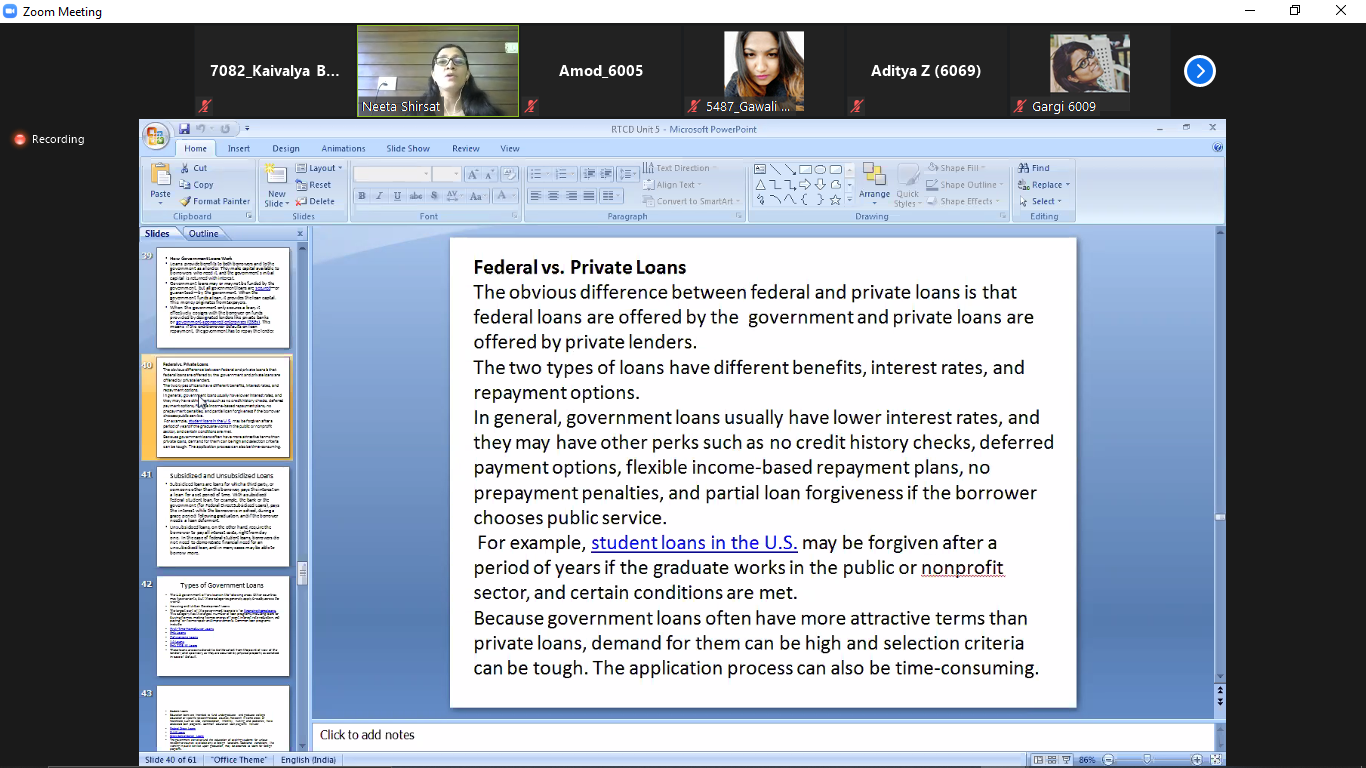 Zoom Meeting
7082_Kaivalya B...
Neeta Shirsat
Amod_6005
5487_Gawali ...
Aditya Z (6069)
Gargi 6009
Recording
RTCD Unit 5 - Microsoft PowerPoint
Home Insert Design Animations Slide Show Review View
Paste
Cut
Copy
Format Painter
Clipboard
New Slide
Layout
Reset
Delete
Slides
Font
Text Direction
Align Text
Convert to SmartArt
Paragraph
Arrange
Quick Styles
Shape Fill
Shape Outline
Shape Effects
Drawing
Find
Replace
Select
Editing
Slides Outline
39
How Government Loans Work
40
Federal vs. Private Loans
41
Subsidized and Unsubsidized Loans
42
Types of Government Loans
43
Federal vs. Private Loans
The obvious difference between federal and private loans is that
federal loans are offered by the government and private loans are
offered by private lenders.
The two types of loans have different benefits, interest rates, and
repayment options.
In general, government loans usually have lower interest rates, and
they may have other perks such as no credit history checks, deferred
payment options, flexible income-based repayment plans, no
prepayment penalties, and partial loan forgiveness if the borrower
chooses public service.
For example, student loans in the U.S. may be forgiven after a
period of years if the graduate works in the public or nonprofit
sector, and certain conditions are met.
Because government loans often have more attractive terms than
private loans, demand for them can be high and selection criteria
can be tough. The application process can also be time-consuming.
Click to add notes
Slide 40 of 61 "Office Theme" English (India) 86%